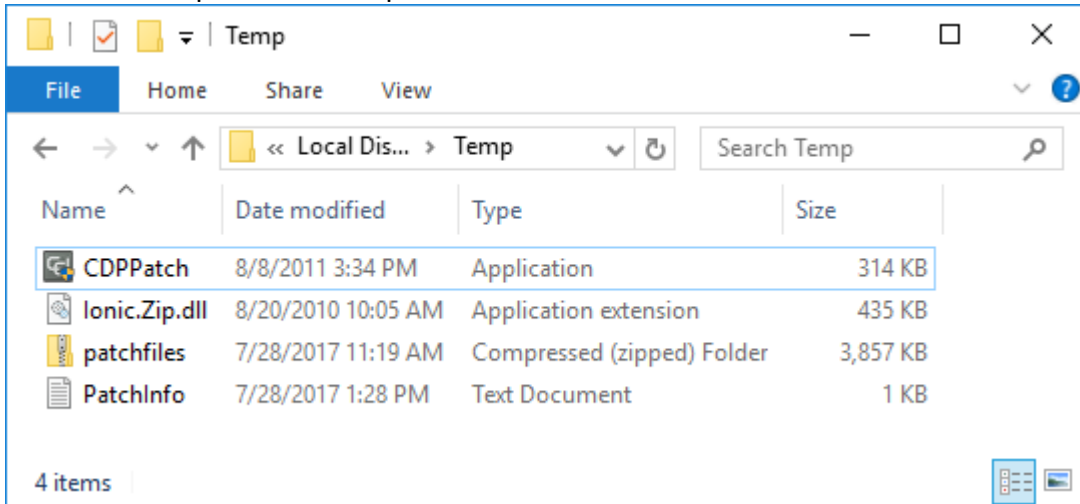 Temp
File Home Share View
« Local Dis... › Temp Search Temp
Name Date modified Type Size
CDPPatch 8/8/2011 3:34 PM Application 314 KB
Ionic.Zip.dll 8/20/2010 10:05 AM Application extension 435 KB
patchfiles 7/28/2017 11:19 AM Compressed (zipped) Folder 3,857 KB
PatchInfo 7/28/2017 1:28 PM Text Document 1 KB
4 items